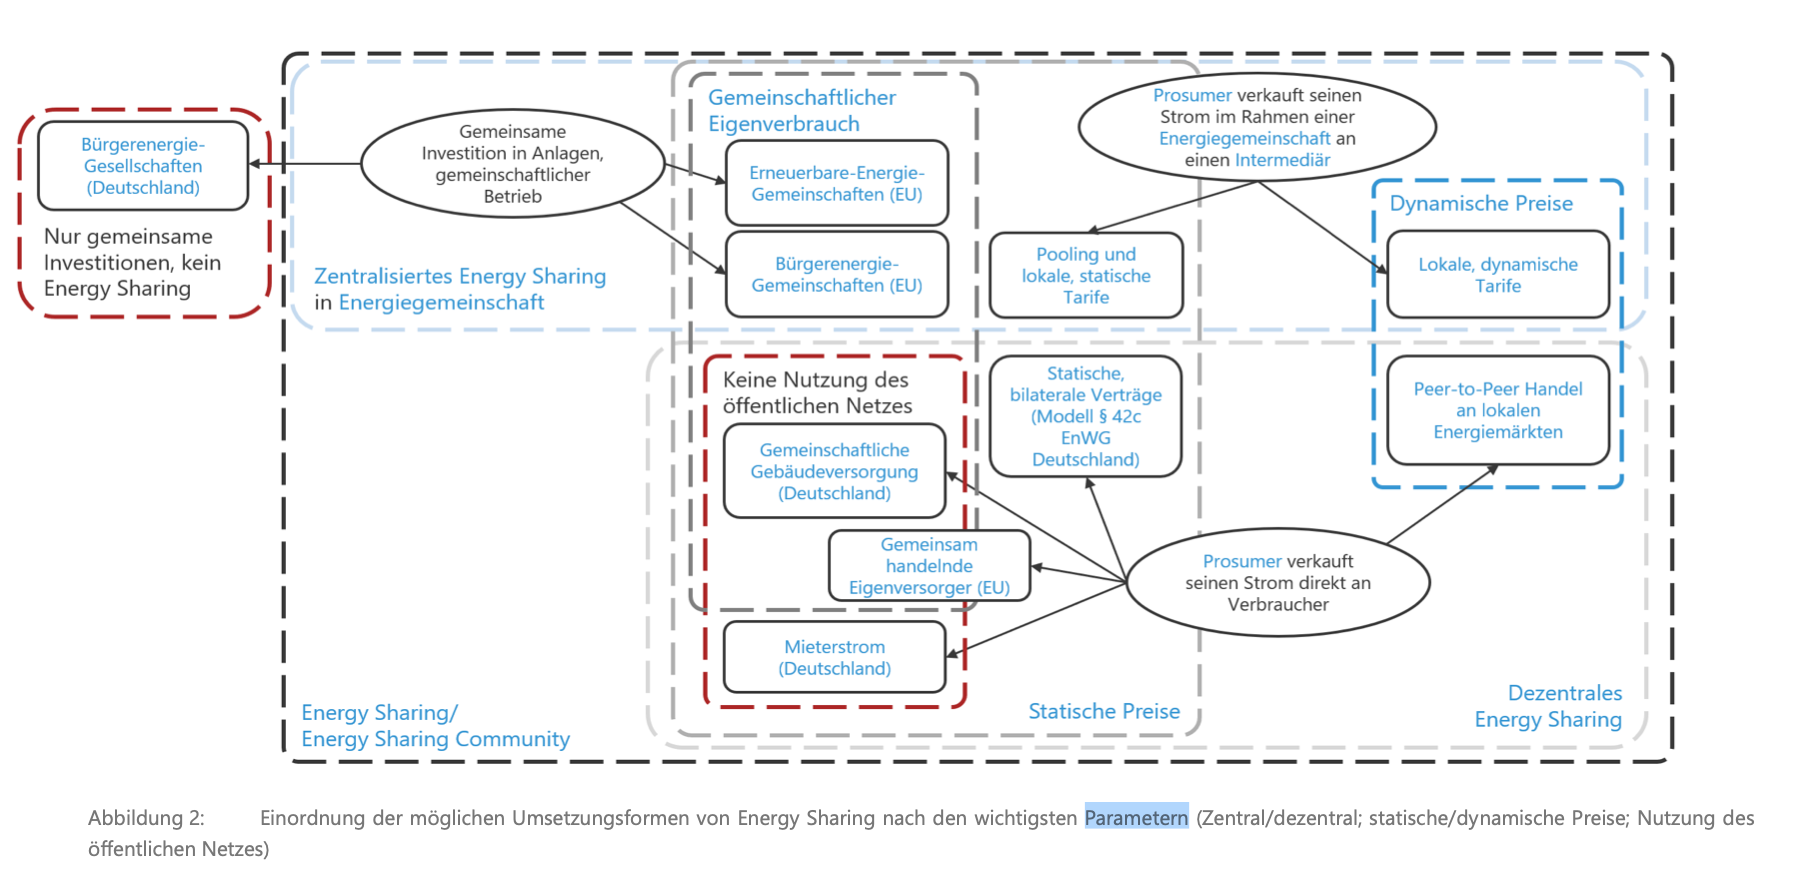 Bürgerenergie-
Gesellschaften
(Deutschland)
Nur gemeinsame
Investitionen, kein
Energy Sharing
Gemeinsame
Investition in Anlagen,
gemeinschaftlicher
Betrieb
Zentralisiertes Energy Sharing
in Energiegemeinschaft
Gemeinschaftlicher
Eigenverbrauch
Erneuerbare-Energie-
Gemeinschaften (EU)
Bürgerenergie-
Gemeinschaften (EU)
Prosumer verkauft seinen
Strom im Rahmen einer
Energiegemeinschaft an
einen Intermediär
Pooling und
lokale, statische
Tarife
Dynamische Preise
Lokale, dynamische
Tarife
Keine Nutzung des
öffentlichen Netzes
Gemeinschaftliche
Gebäudeversorgung
(Deutschland)
Gemeinsam
handelnde
Eigenversorger (EU)
Mieterstrom
(Deutschland)
Statische,
bilaterale Verträge
(Modell § 42c
EnWG
Deutschland)
Peer-to-Peer Handel
an lokalen
Energiemärkten
Prosumer verkauft
seinen Strom direkt an
Verbraucher
Energy Sharing/
Energy Sharing Community
Statische Preise
Dezentrales
Energy Sharing
Abbildung 2: Einordnung der möglichen Umsetzungsformen von Energy Sharing nach den wichtigsten Parametern (Zentral/dezentral; statische/dynamische Preise; Nutzung des
öffentlichen Netzes)